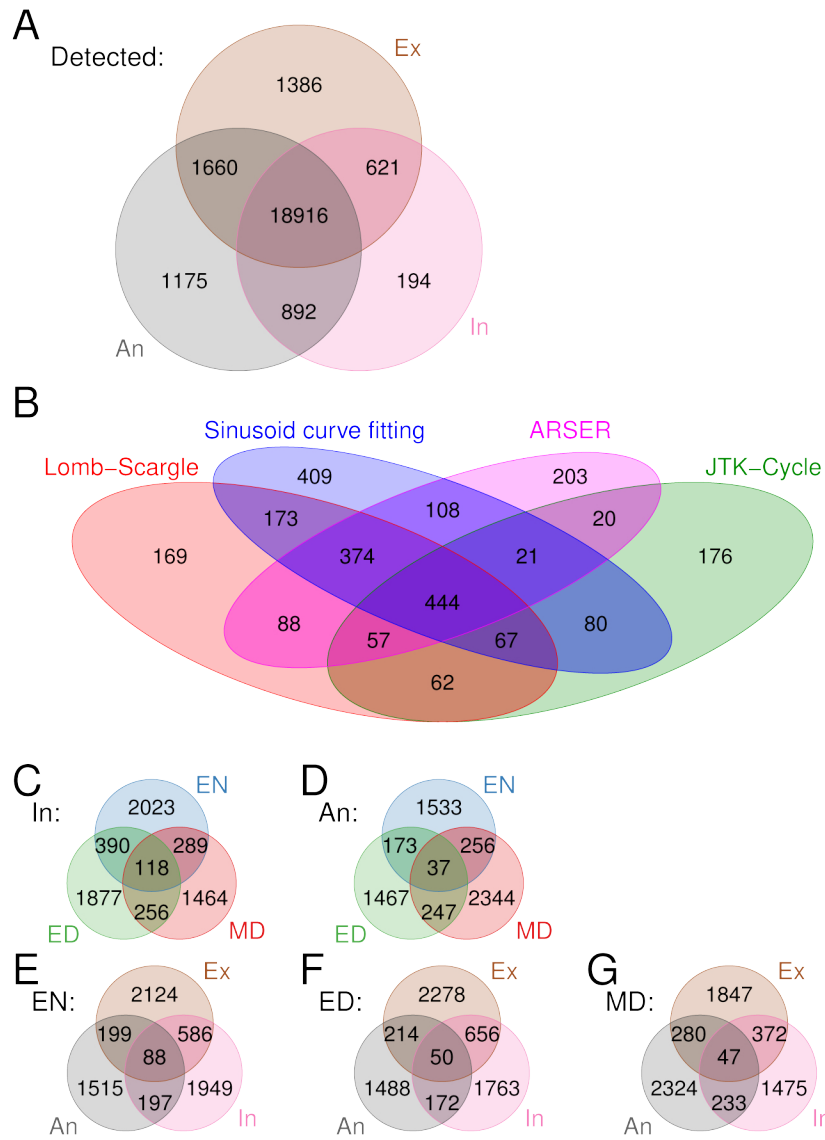 A
Detected:
Ex
1386
1660
621
18916
1175
194
892
An
In
B
Sinusoid curve fitting
ARSER
Lomb−Scargle
JTK−Cycle
409
203
173
108
20
169
374
21
176
444
88
57
67
80
62
C
In:
EN
2023
390
289
118
1877
1464
256
ED
MD
D
An:
EN
1533
173
256
37
1467
2344
247
ED
MD
E
EN:
Ex
2124
199
586
88
1515
1949
197
An
In
F
ED:
Ex
2278
214
656
50
1488
1763
172
An
In
G
MD:
Ex
1847
280
372
47
2324
1475
233
An
In